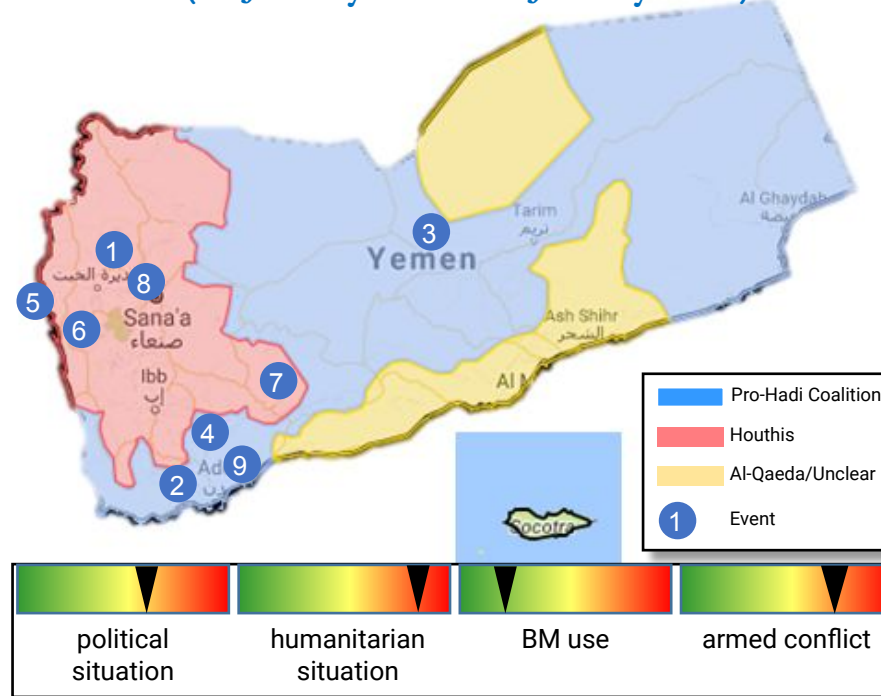 3
Tarim
تريم
Al Ghaydah
Yemen
1
8
5
6
Sana'a
صنعاء
Ash Shihr
الشحر
Ibb
إب
7
Al M
4
9
2
Socotra
Pro-Hadi Coalition
Houthis
Al-Qaeda/Unclear
1 Event
political
situation
humanitarian
situation
BM use
armed conflict